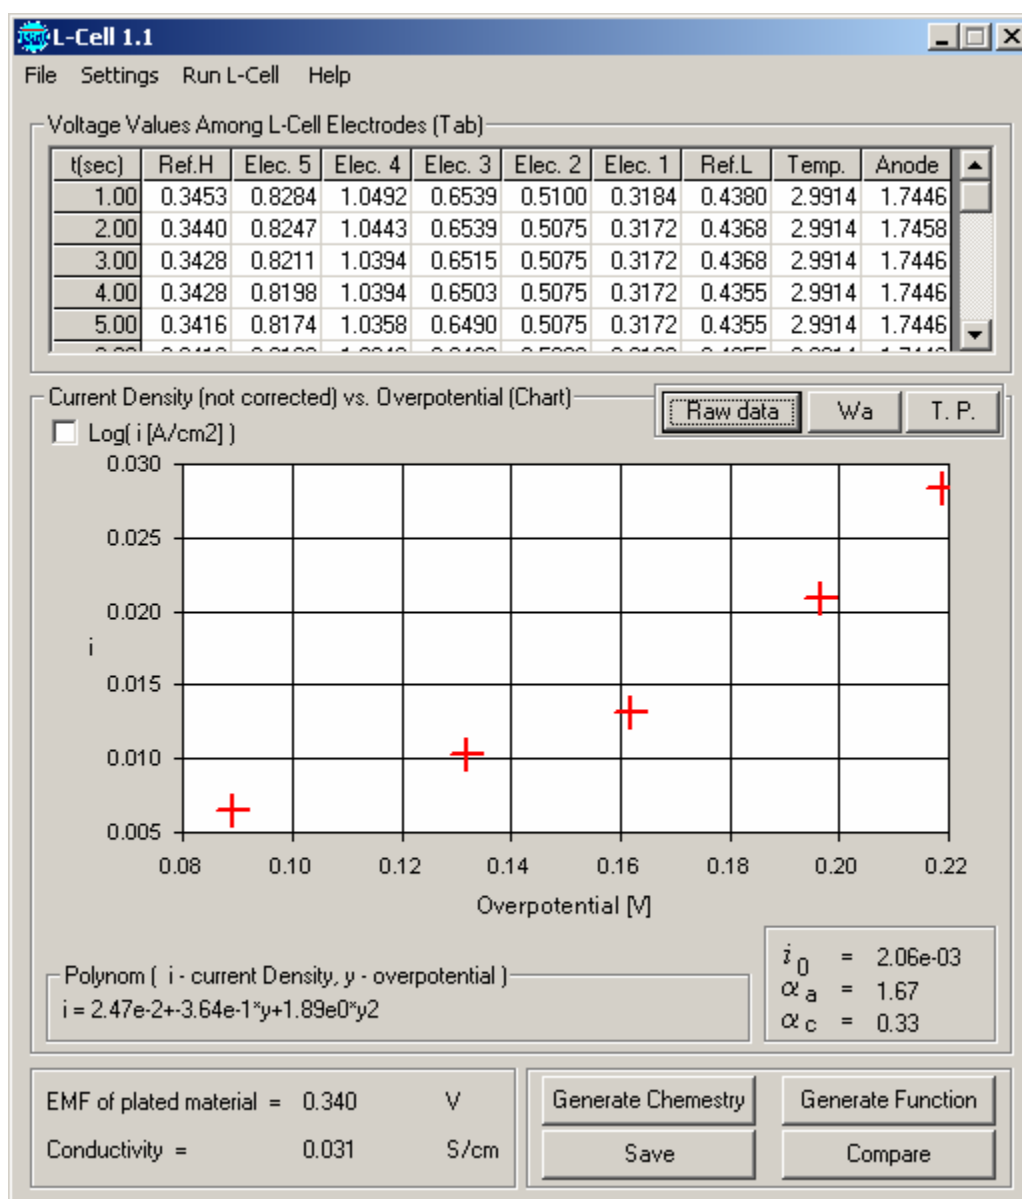 L-Cell 1.1
File Settings Run L-Cell Help
Voltage Values Among L-Cell Electrodes (Tab)
t(sec) Ref.H Elec. 5 Elec. 4 Elec. 3 Elec. 2 Elec. 1 Ref.L Temp. Anode
1.00 0.3453 0.8284 1.0492 0.6539 0.5100 0.3184 0.4380 2.9914 1.7446
2.00 0.3440 0.8247 1.0443 0.6539 0.5075 0.3172 0.4368 2.9914 1.7458
3.00 0.3428 0.8211 1.0394 0.6515 0.5075 0.3172 0.4368 2.9914 1.7446
4.00 0.3428 0.8198 1.0394 0.6503 0.5075 0.3172 0.4355 2.9914 1.7446
5.00 0.3416 0.8174 1.0358 0.6490 0.5075 0.3172 0.4355 2.9914 1.7446
Current Density (not corrected) vs. Overpotential (Chart)
Raw data Wa T. P.
Log( i [A/cm2] )
0.030
0.025
0.020
i
0.015
0.010
0.005
0.08 0.10 0.12 0.14 0.16 0.18 0.20 0.22
Overpotential [V]
Polynom ( i - current Density, y - overpotential )
i = 2.47e-2+-3.64e-1*y+1.89e0*y2
i0 = 2.06e-03
αa = 1.67
αc = 0.33
EMF of plated material = 0.340 V
Conductivity = 0.031 S/cm
Generate Chemestry Generate Function
Save Compare